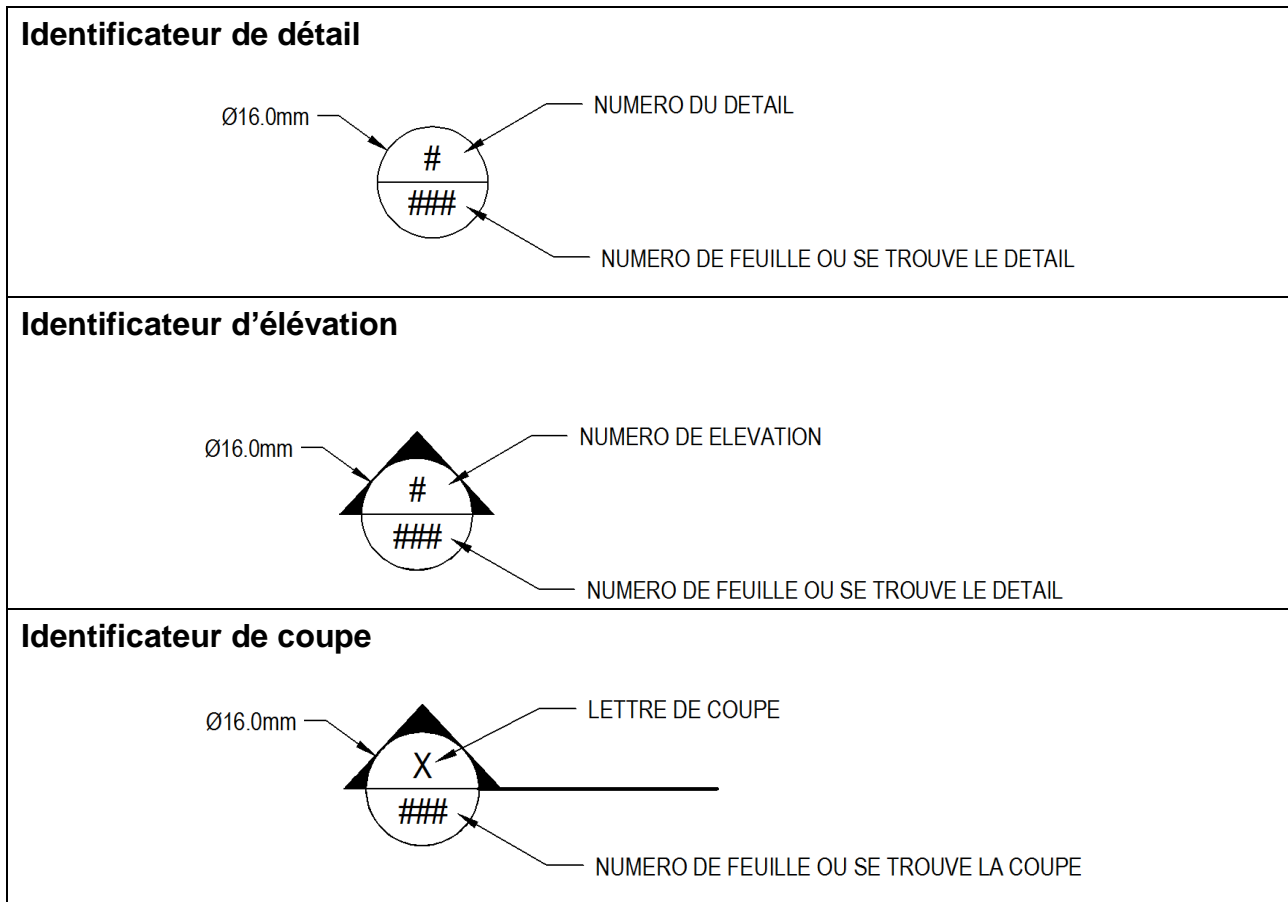 Identificateur de détail
NUMERO DU DETAIL
Ø16.0mm
#
###
NUMERO DE FEUILLE OU SE TROUVE LE DETAIL
Identificateur d'élévation
NUMERO DE ELEVATION
Ø16.0mm
#
###
NUMERO DE FEUILLE OU SE TROUVE LE DETAIL
Identificateur de coupe
LETTRE DE COUPE
Ø16.0mm
X
###
NUMERO DE FEUILLE OU SE TROUVE LA COUPE